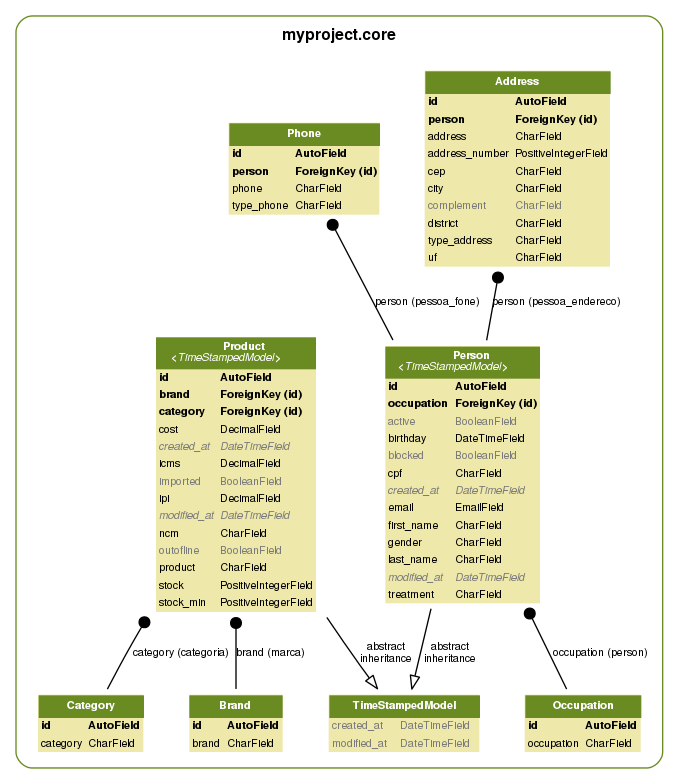 myproject.core
Address
id AutoField
person ForeignKey (id)
address CharField
address_number PositiveIntegerField
cep CharField
city CharField
complement CharField
district CharField
type_address CharField
uf CharField
Phone
id AutoField
person ForeignKey (id)
phone CharField
type_phone CharField
person (pessoa_fone)
person (pessoa_endereco)
Product
<TimeStampedModel>
id AutoField
brand ForeignKey (id)
category ForeignKey (id)
cost DecimalField
created_at DateTimeField
icms DecimalField
imported BooleanField
ipi DecimalField
modified_at DateTimeField
ncm CharField
outofline BooleanField
product CharField
stock PositiveIntegerField
stock_min PositiveIntegerField
Person
<TimeStampedModel>
id AutoField
occupation ForeignKey (id)
active BooleanField
birthday DateTimeField
blocked BooleanField
cpf CharField
created_at DateTimeField
email EmailField
first_name CharField
gender CharField
last_name CharField
modified_at DateTimeField
treatment CharField
category (categoria)
brand (marca)
abstract
inheritance
abstract
inheritance
occupation (person)
Category
id AutoField
category CharField
Brand
id AutoField
brand CharField
TimeStampedModel
created_at DateTimeField
modified_at DateTimeField
Occupation
id AutoField
occupation CharField